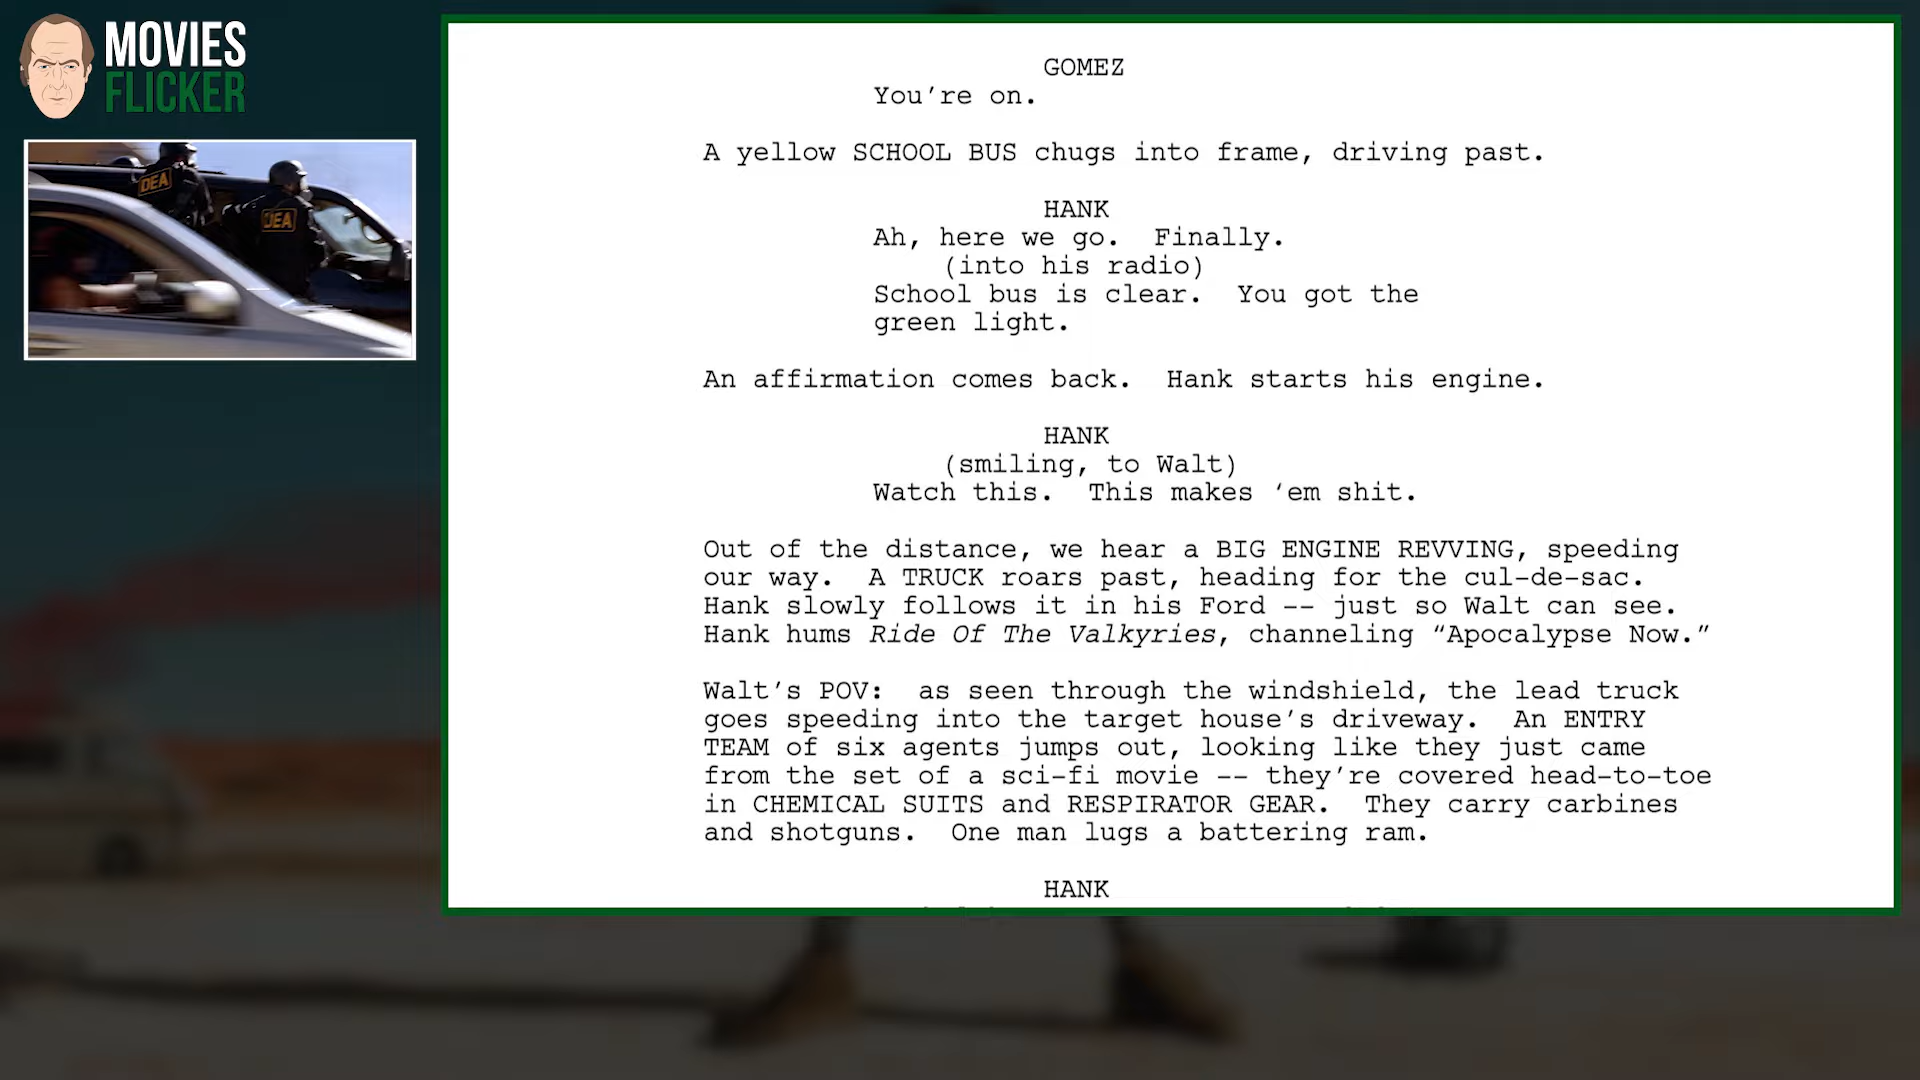 MOVIES
FLICKER
DEA
DEA
GOMEZ
You’re on.
A yellow SCHOOL BUS chugs into frame, driving past.
HANK
Ah, here we go.  Finally.
(into his radio)
School bus is clear.  You got the
green light.
An affirmation comes back.  Hank starts his engine.
HANK
(smiling, to Walt)
Watch this.  This makes ‘em shit.
Out of the distance, we hear a BIG ENGINE REVVING, speeding
our way.  A TRUCK roars past, heading for the cul-de-sac.
Hank slowly follows it in his Ford -- just so Walt can see.
Hank hums Ride Of The Valkyries, channeling “Apocalypse Now.”
Walt’s POV:  as seen through the windshield, the lead truck
goes speeding into the target house’s driveway.  An ENTRY
TEAM of six agents jumps out, looking like they just came
from the set of a sci-fi movie -- they’re covered head-to-toe
in CHEMICAL SUITS and RESPIRATOR GEAR.  They carry carbines
and shotguns.  One man lugs a battering ram.
HANK